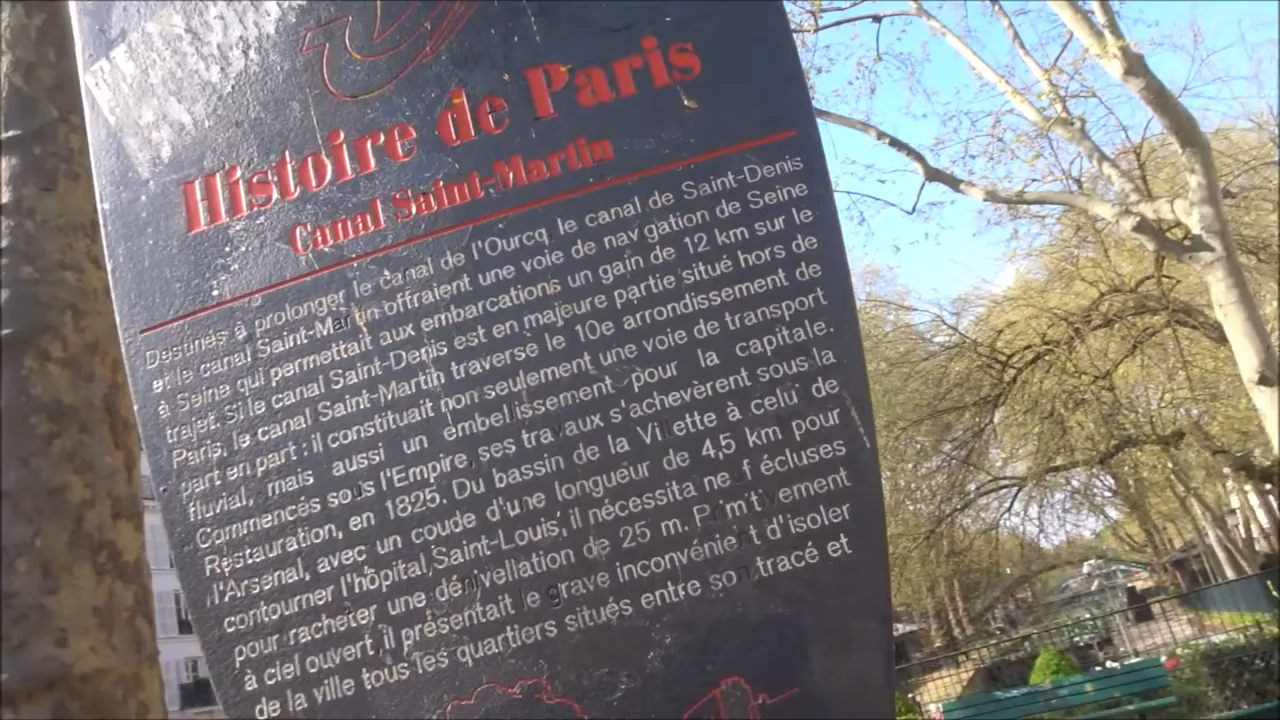 Histoire de Paris
Canal Saint-Martin
Destinés à prolonger le canal de l'Ourcq, le canal de Saint-Denis
et le canal Saint-Martin offraient une voie de navigation de Seine
à Seine qui permettait aux embarcations un gain de 12 km sur le
trajet. Si le canal Saint-Denis est en majeure partie situé hors de
Paris, le canal Saint-Martin traverse le 10e arrondissement de
part en part : il constituait non seulement une voie de transport
fluvial, mais aussi un embellissement pour la capitale.
Commencés sous l'Empire, ses travaux s'achevèrent sous la
Restauration, en 1825. Du bassin de la Villette à celui de
l'Arsenal, avec un coude d'une longueur de 4,5 km pour
contourner l'hôpital Saint-Louis, il nécessita neuf écluses
pour racheter une dénivellation de 25 m. Primitivement
à ciel ouvert, il présentait le grave inconvénient d'isoler
de la ville tous les quartiers situés entre son tracé et